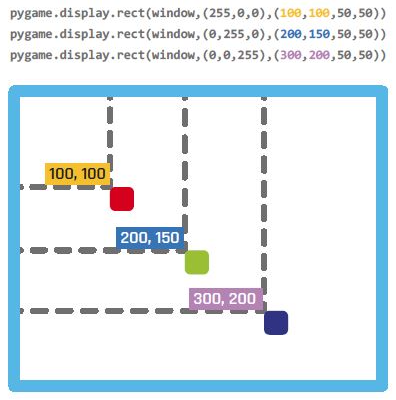 pygame.display.rect(window,(255,0,0),(100,100,50,50))
pygame.display.rect(window,(0,255,0),(200,150,50,50))
pygame.display.rect(window,(0,0,255),(300,200,50,50))
100, 100
200, 150
300, 200